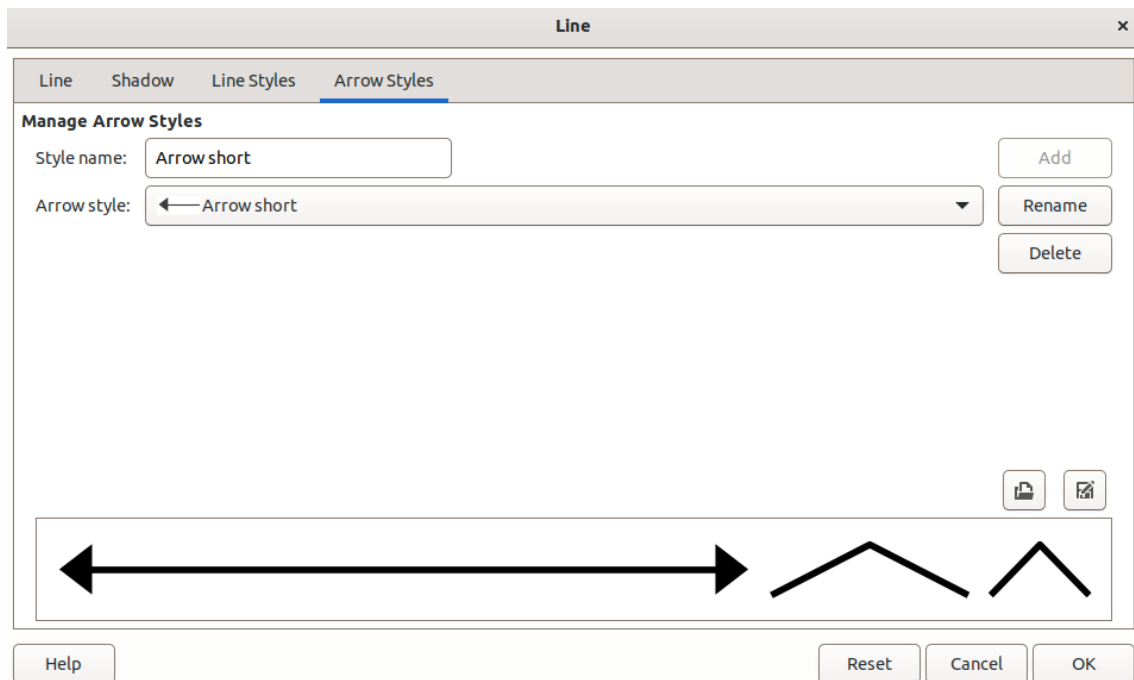 Line ×
Line Shadow Line Styles Arrow Styles
Manage Arrow Styles
Style name: Arrow short Add
Arrow style: Arrow short Rename
Delete
Help Reset Cancel OK